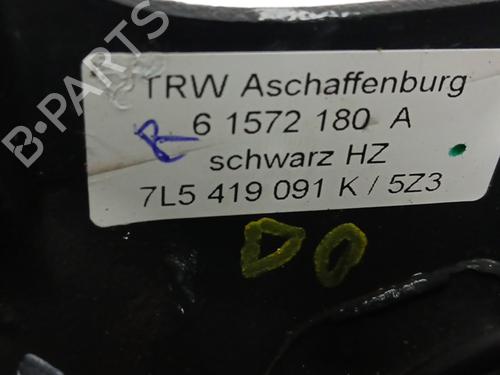 B-PARTS
TRW Aschaffenburg
6 1572 180 A
schwarz HZ
7L5 419 091 K / 5Z3